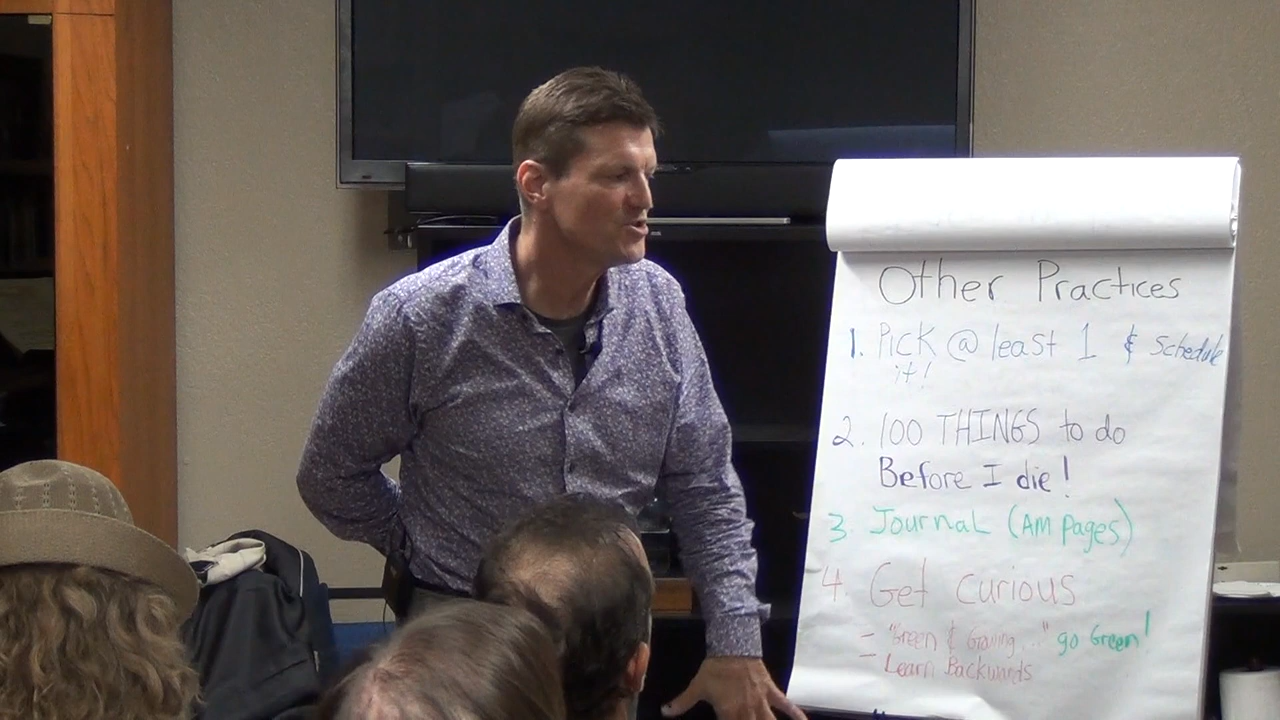 Other Practices
1. Pick @ least 1 & Schedule
it!
2. 100 THINGS to do
Before I die!
3. Journal (AM pages)
4. Get curious
- "Green & Growing..." go Green!
- Learn Backwards